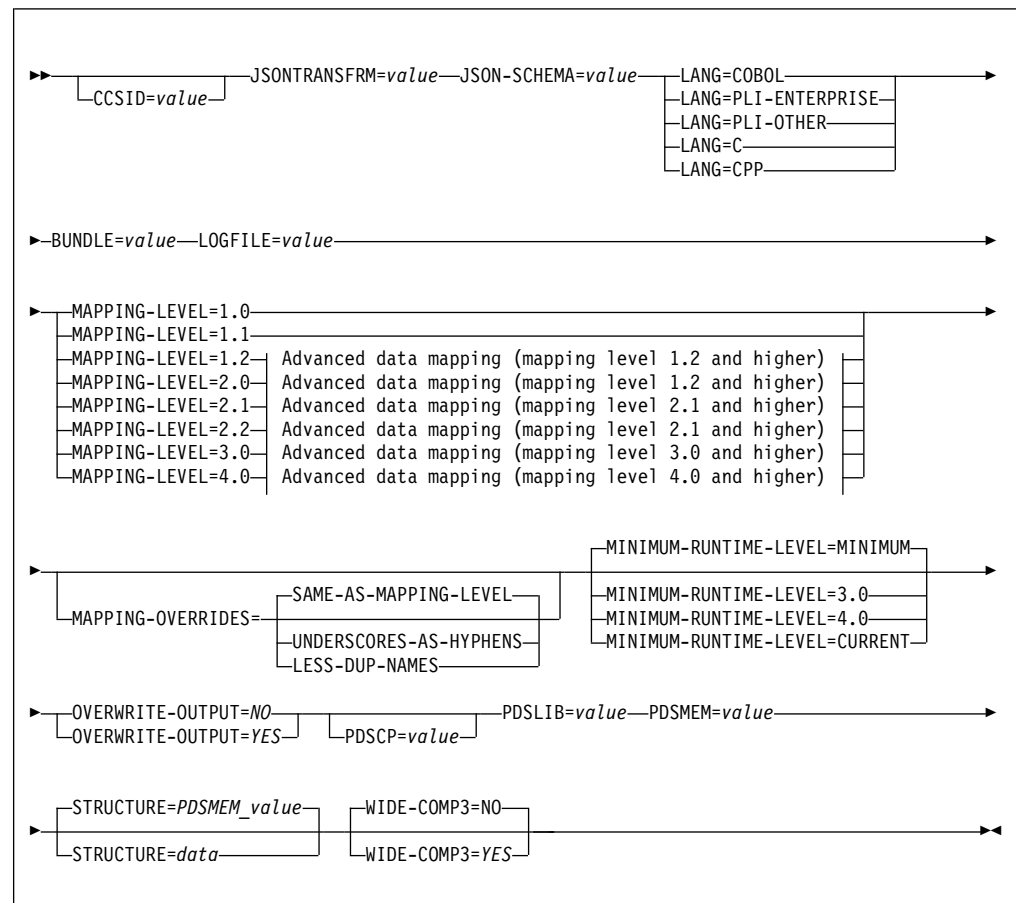 JSONTRANSFRM=value JSON-SCHEMA=value LANG=COBOL
CCSID=value LANG=PLI-ENTERPRISE
LANG=PLI-OTHER
LANG=C
LANG=CPP
BUNDLE=value LOGFILE=value
MAPPING-LEVEL=1.0
MAPPING-LEVEL=1.1
MAPPING-LEVEL=1.2 Advanced data mapping (mapping level 1.2 and higher)
MAPPING-LEVEL=2.0 Advanced data mapping (mapping level 1.2 and higher)
MAPPING-LEVEL=2.1 Advanced data mapping (mapping level 2.1 and higher)
MAPPING-LEVEL=2.2 Advanced data mapping (mapping level 2.1 and higher)
MAPPING-LEVEL=3.0 Advanced data mapping (mapping level 3.0 and higher)
MAPPING-LEVEL=4.0 Advanced data mapping (mapping level 4.0 and higher)
MINIMUM-RUNTIME-LEVEL=MINIMUM
SAME-AS-MAPPING-LEVEL MINIMUM-RUNTIME-LEVEL=3.0
MAPPING-OVERRIDES= MINIMUM-RUNTIME-LEVEL=4.0
UNDERSCORES-AS-HYPHENS MINIMUM-RUNTIME-LEVEL=CURRENT
LESS-DUP-NAMES
OVERWRITE-OUTPUT=NO PDSLIB=value PDSMEM=value
OVERWRITE-OUTPUT=YES PDSCP=value
STRUCTURE=PDSMEM_value WIDE-COMP3=NO
STRUCTURE=data WIDE-COMP3=YES